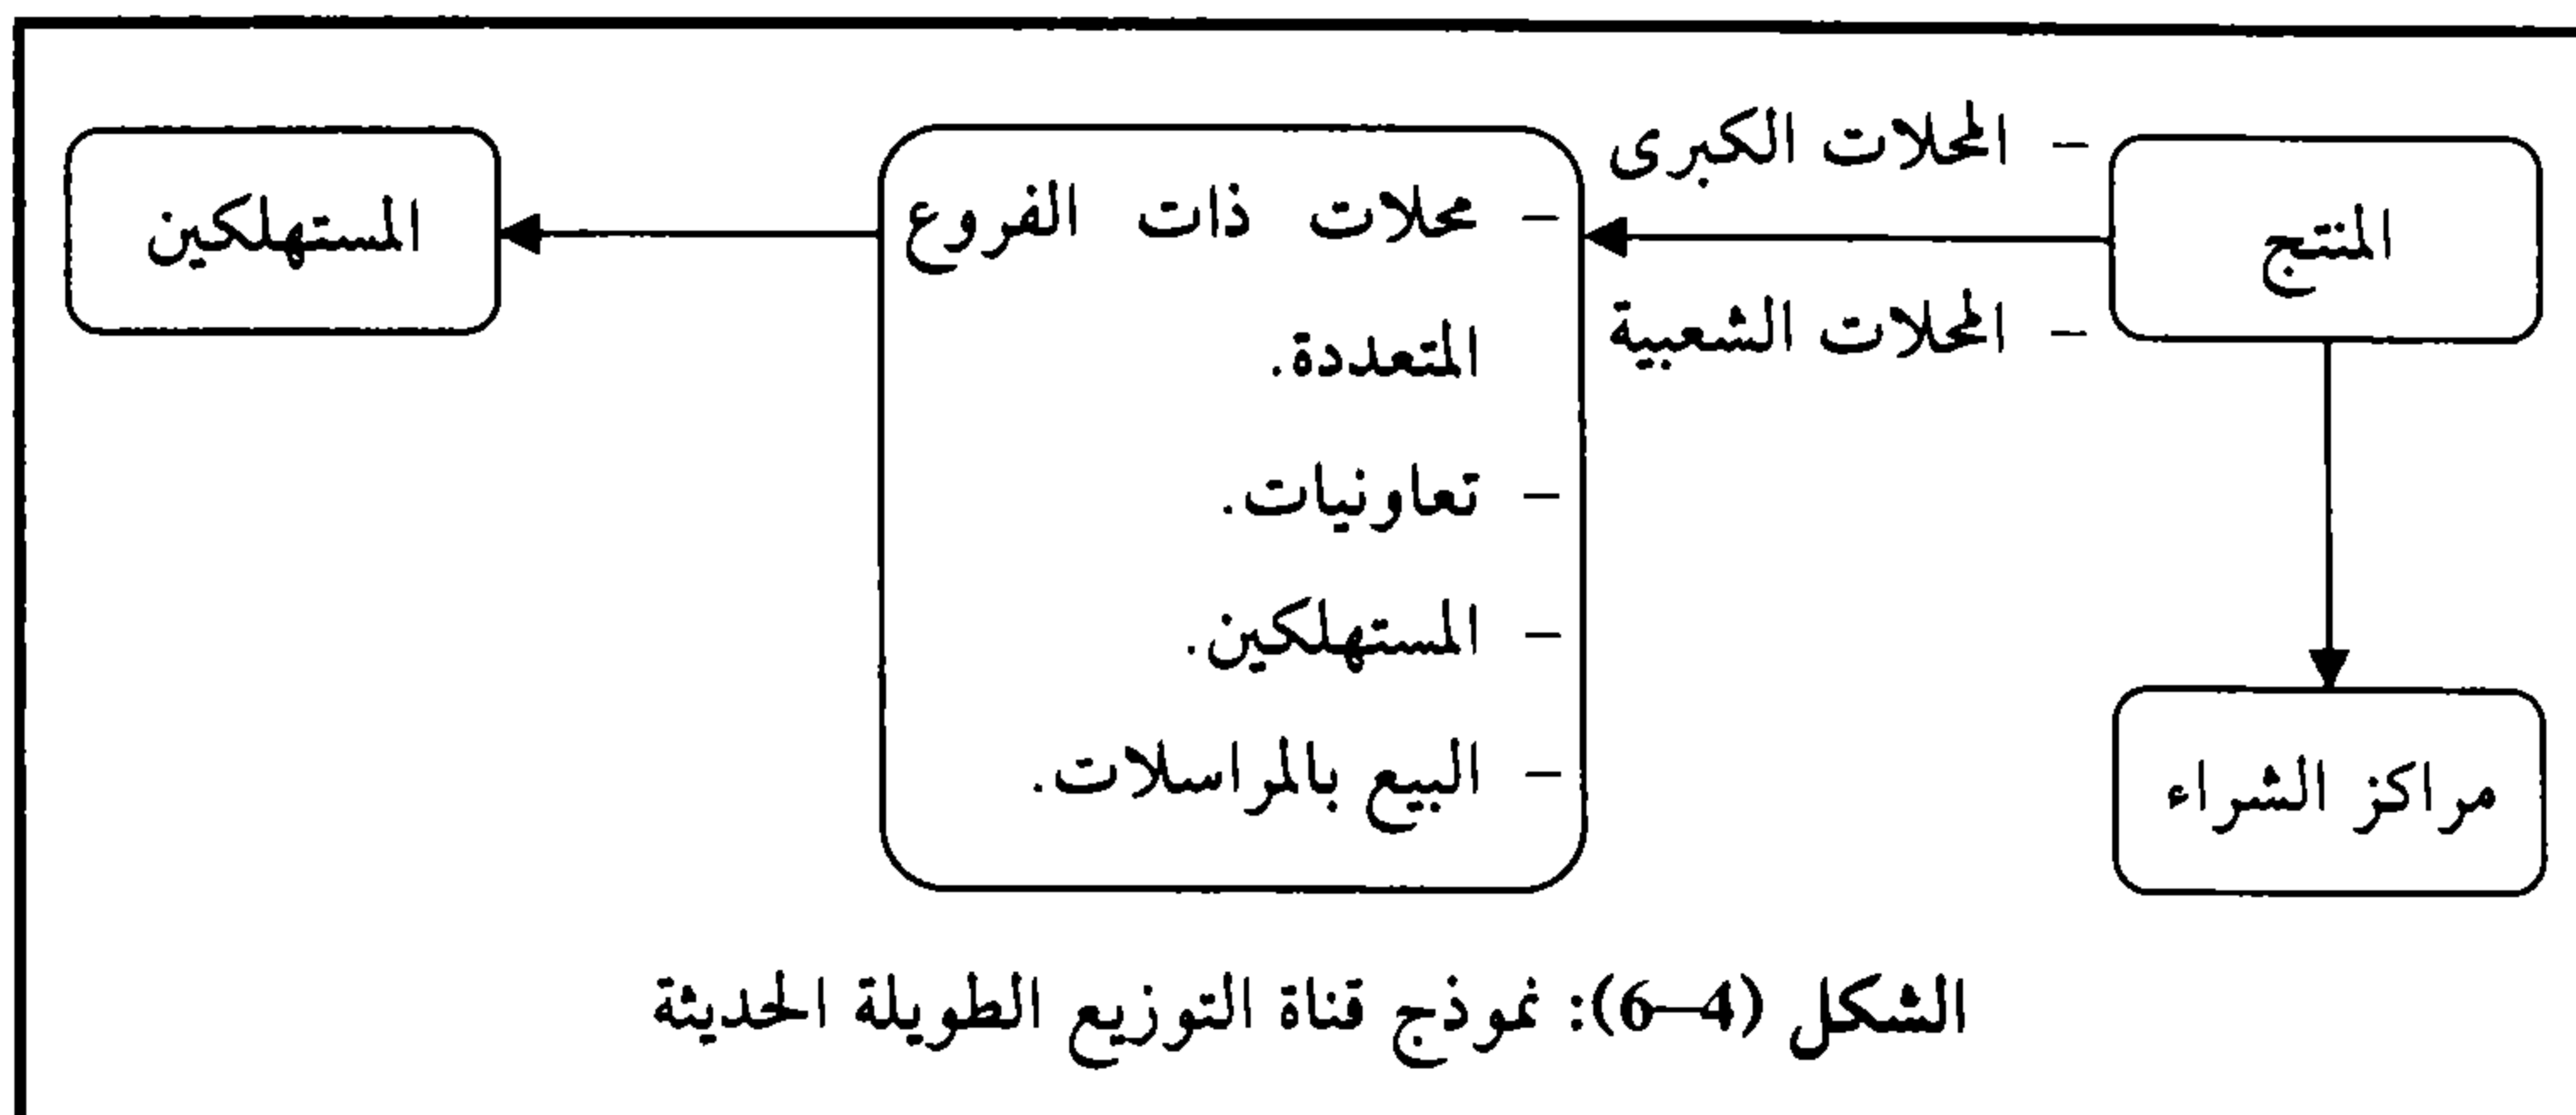 المنتج
– المحلات الكبرى
– المحلات الشعبية
– محلات ذات الفروع
المتعددة.
– تعاونيات.
– المستهلكين.
– البيع بالمراسلات.
المستهلكين
مراكز الشراء
الشكل (4–6): نموذج قناة التوزيع الطويلة الحديثة